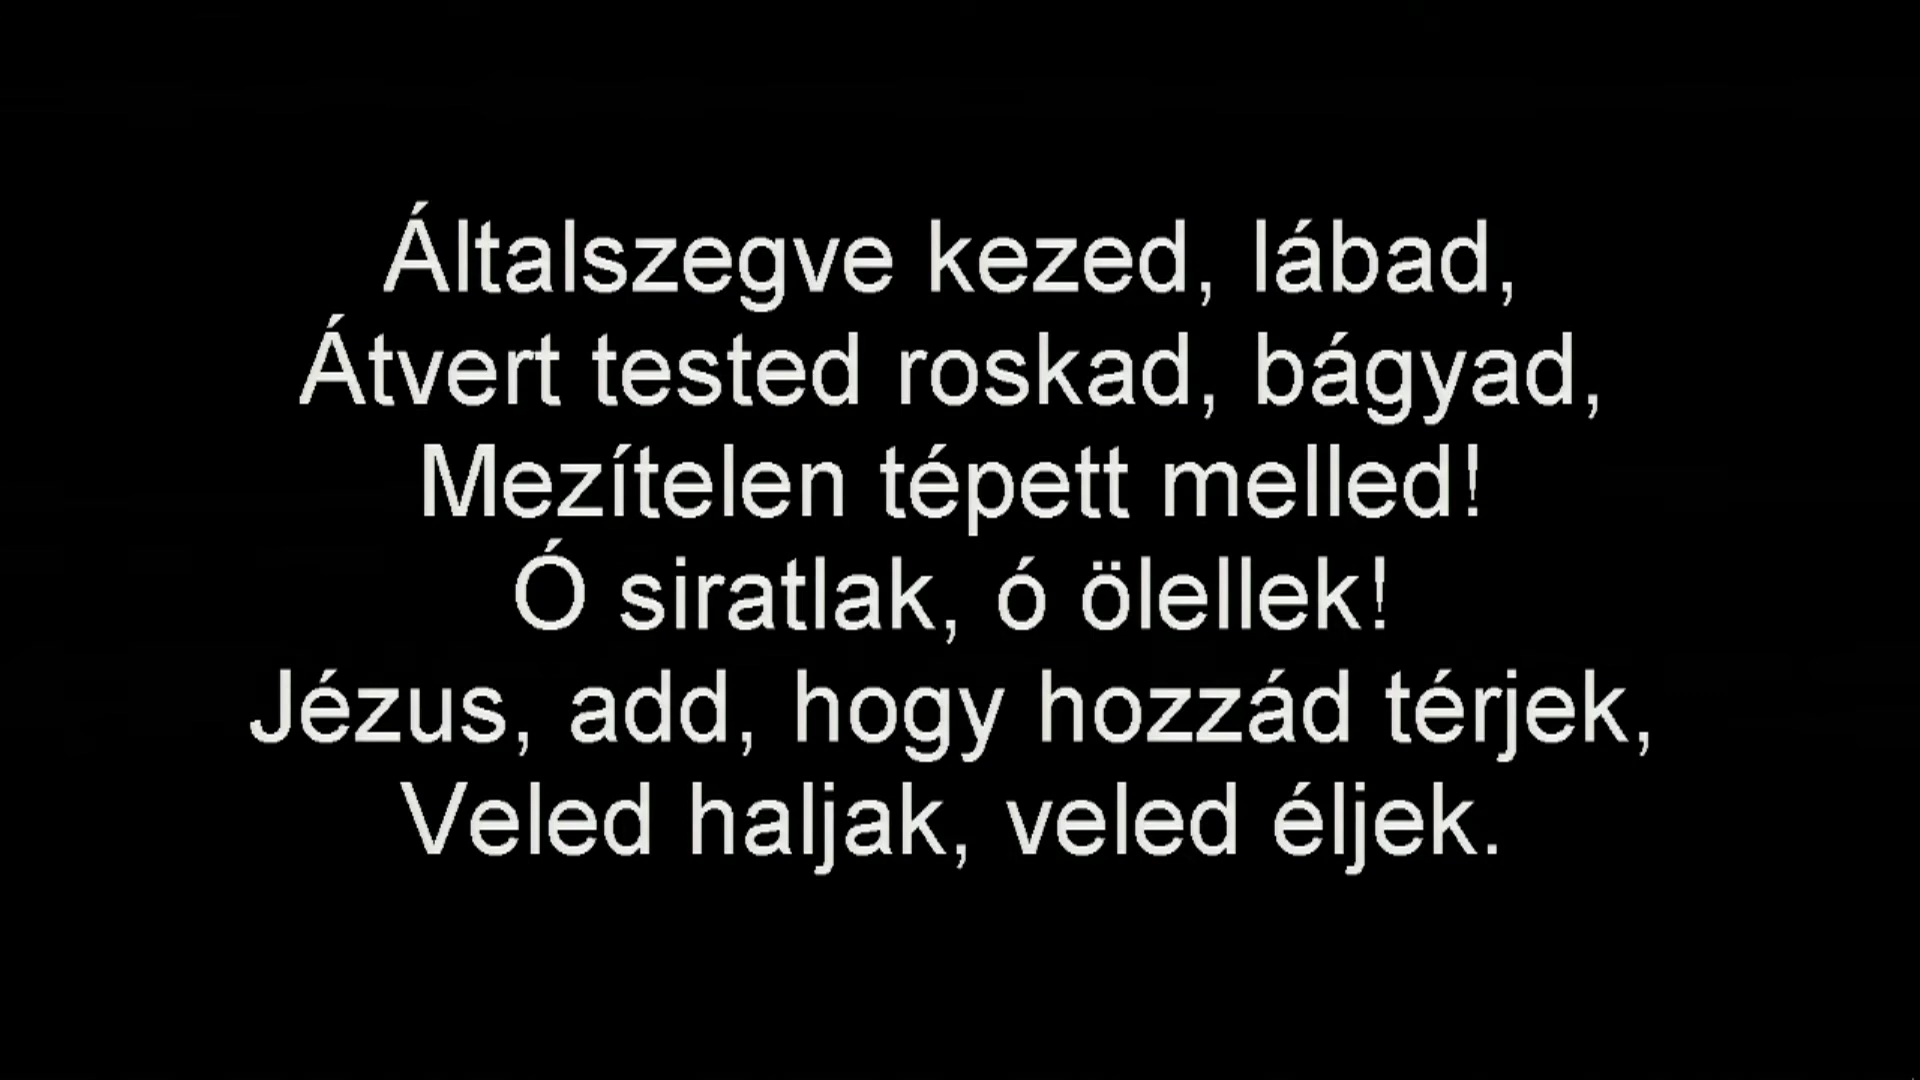 Általszegve kezed, lábad,
Átvert tested roskad, bágyad,
Mezítelen tépett melled!
Ó siratlak, ó ölellek!
Jézus, add, hogy hozzád térjek,
Veled haljak, veled éljek.